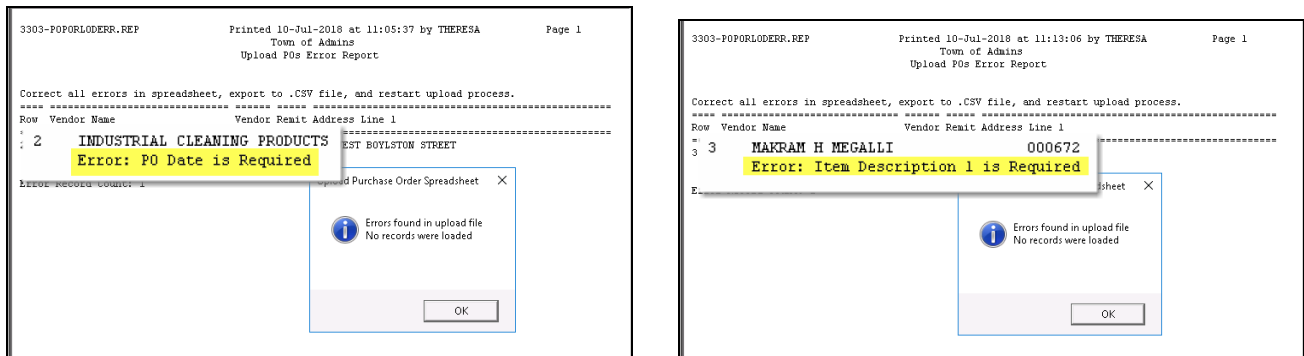 3303-POPORLODERR.REP Printed 10-Jul-2018 at 11:05:37 by THERESA Page 1
Town of Admins
Upload POs Error Report
Correct all errors in spreadsheet, export to .CSV file, and restart upload process.
Row Vendor Name Vendor Remit Address Line 1
2 INDUSTRIAL CLEANING PRODUCTS EST BOYLSTON STREET
Error: PO Date is Required
Error Record Count: 1
Purchase Order Spreadsheet
Errors found in upload file
No records were loaded
OK
3303-POPORLODERR.REP Printed 10-Jul-2018 at 11:13:06 by THERESA Page 1
Town of Admins
Upload POs Error Report
Correct all errors in spreadsheet, export to .CSV file, and restart upload process.
Row Vendor Name Vendor Remit Address Line 1
3 3 MAKRAM H MEGALLI 000672
Error: Item Description 1 is Required
Errors found in upload file
No records were loaded
OK